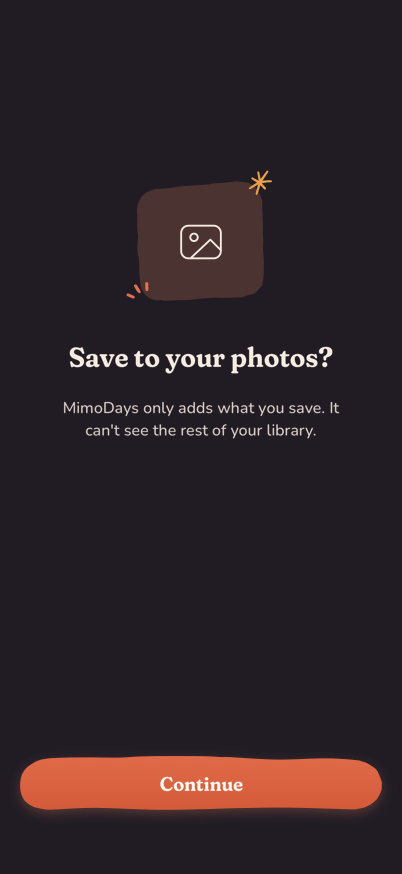 Save to your photos?
MimoDays only adds what you save. It
can't see the rest of your library.
Continue